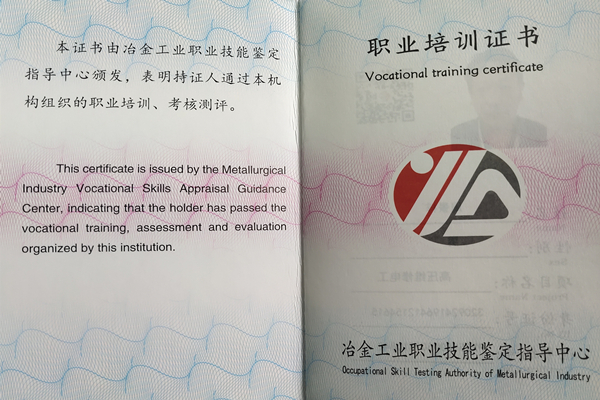 本证书由冶金工业职业技能鉴定
指导中心颁发，表明持证人通过本机
构组织的职业培训、考核测评。
This certificate is issued by the Metallurgical
Industry Vocational Skills Appraisal Guidance
Center, indicating that the holder has passed the
vocational training, assessment and evaluation
organized by this institution.
职业培训证书
Vocational training certificate
冶金工业职业技能鉴定指导中心
Occupational Skill Testing Authority of Metallurgical Industry